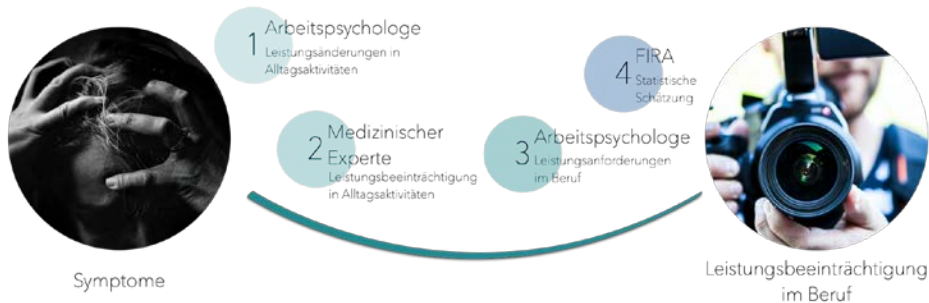 1
Arbeitspsychologe
Leistungsänderungen in
Alltagsaktivitäten
2
Medizinischer
Experte
Leistungsbeeinträchtigung
in Alltagsaktivitäten
3
Arbeitspsychologe
Leistungsanforderungen
im Beruf
4
FIRA
Statistische
Schätzung
Symptome
Leistungsbeeinträchtigung
im Beruf